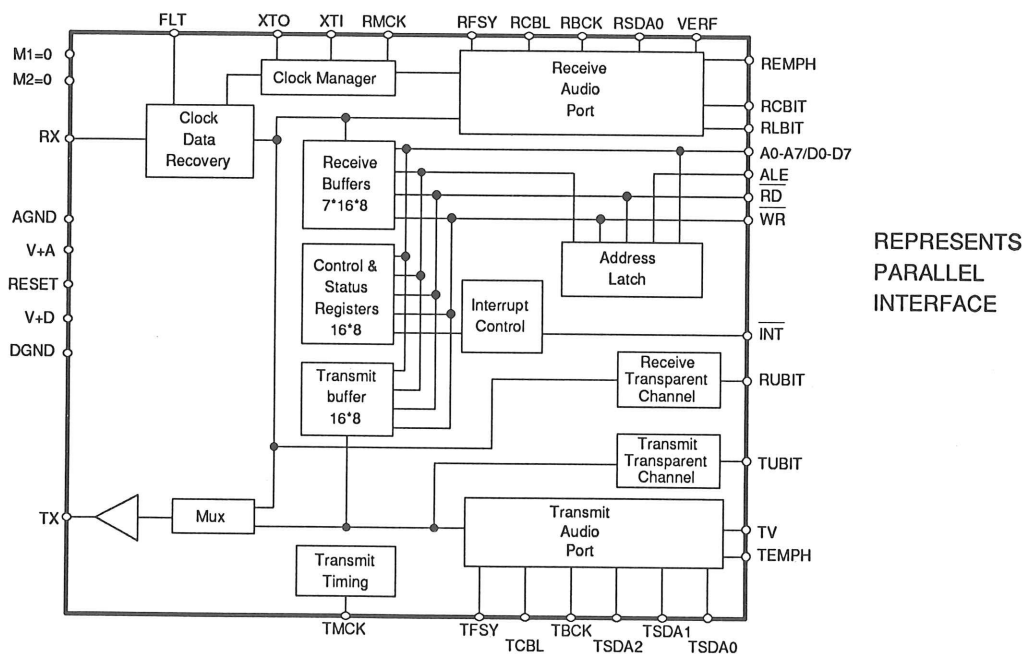 FLT
XTO
XTI
RMCK
RFSY
RCBL
RBCK
RSDA0
VERF
M1=0
M2=0
RX
AGND
V+A
RESET
V+D
DGND
TX
Clock Manager
Receive
Audio
Port
Clock
Data
Recovery
Receive
Buffers
7*16*8
Control &
Status
Registers
16*8
Interrupt
Control
Address
Latch
Transmit
buffer
16*8
Receive
Transparent
Channel
Transmit
Transparent
Channel
Mux
Transmit
Audio
Port
Transmit
Timing
REMPH
RCBIT
RLBIT
A0-A7/D0-D7
ALE
RD
WR
INT
RUBIT
TUBIT
TV
TEMPH
TMCK
TFSY
TCBL
TBCK
TSDA2
TSDA1
TSDA0
REPRESENTS
PARALLEL
INTERFACE